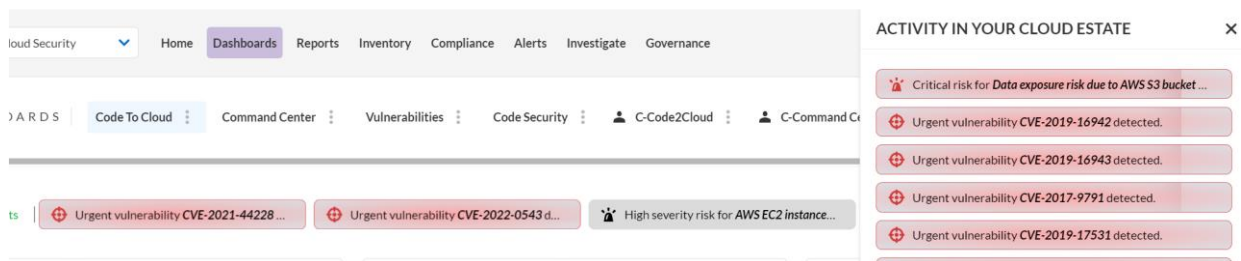 loud Security Home Dashboards Reports Inventory Compliance Alerts Investigate Governance
OARDS Code To Cloud Command Center Vulnerabilities Code Security C-Code2Cloud C-Command Ce
ts Urgent vulnerability CVE-2021-44228 ... Urgent vulnerability CVE-2022-0543 d... High severity risk for AWS EC2 instance...
ACTIVITY IN YOUR CLOUD ESTATE
Critical risk for Data exposure risk due to AWS S3 bucket ...
Urgent vulnerability CVE-2019-16942 detected.
Urgent vulnerability CVE-2019-16943 detected.
Urgent vulnerability CVE-2017-9791 detected.
Urgent vulnerability CVE-2019-17531 detected.